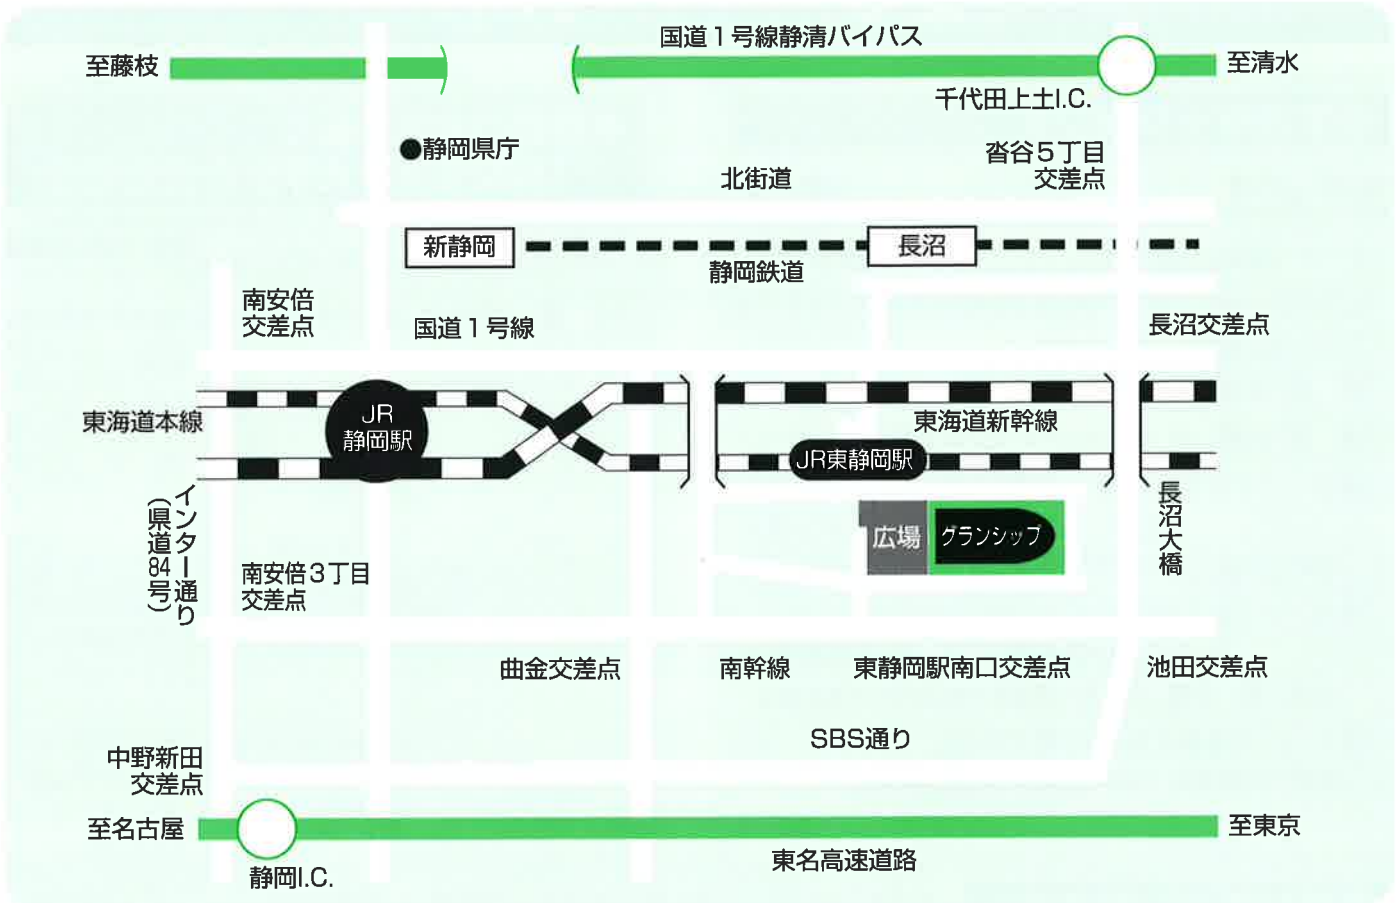 国道1号線静清バイパス
至藤枝
至清水
千代田上土I.C.
●静岡県庁
沓谷5丁目
交差点
北街道
新静岡
長沼
静岡鉄道
南安倍
交差点
国道1号線
長沼交差点
東海道本線
JR
静岡駅
東海道新幹線
JR東静岡駅
インター通り
(県道84号)
広場
グランシップ
長沼大橋
南安倍3丁目
交差点
曲金交差点
南幹線
東静岡駅南口交差点
池田交差点
SBS通り
中野新田
交差点
至名古屋
至東京
東名高速道路
静岡I.C.